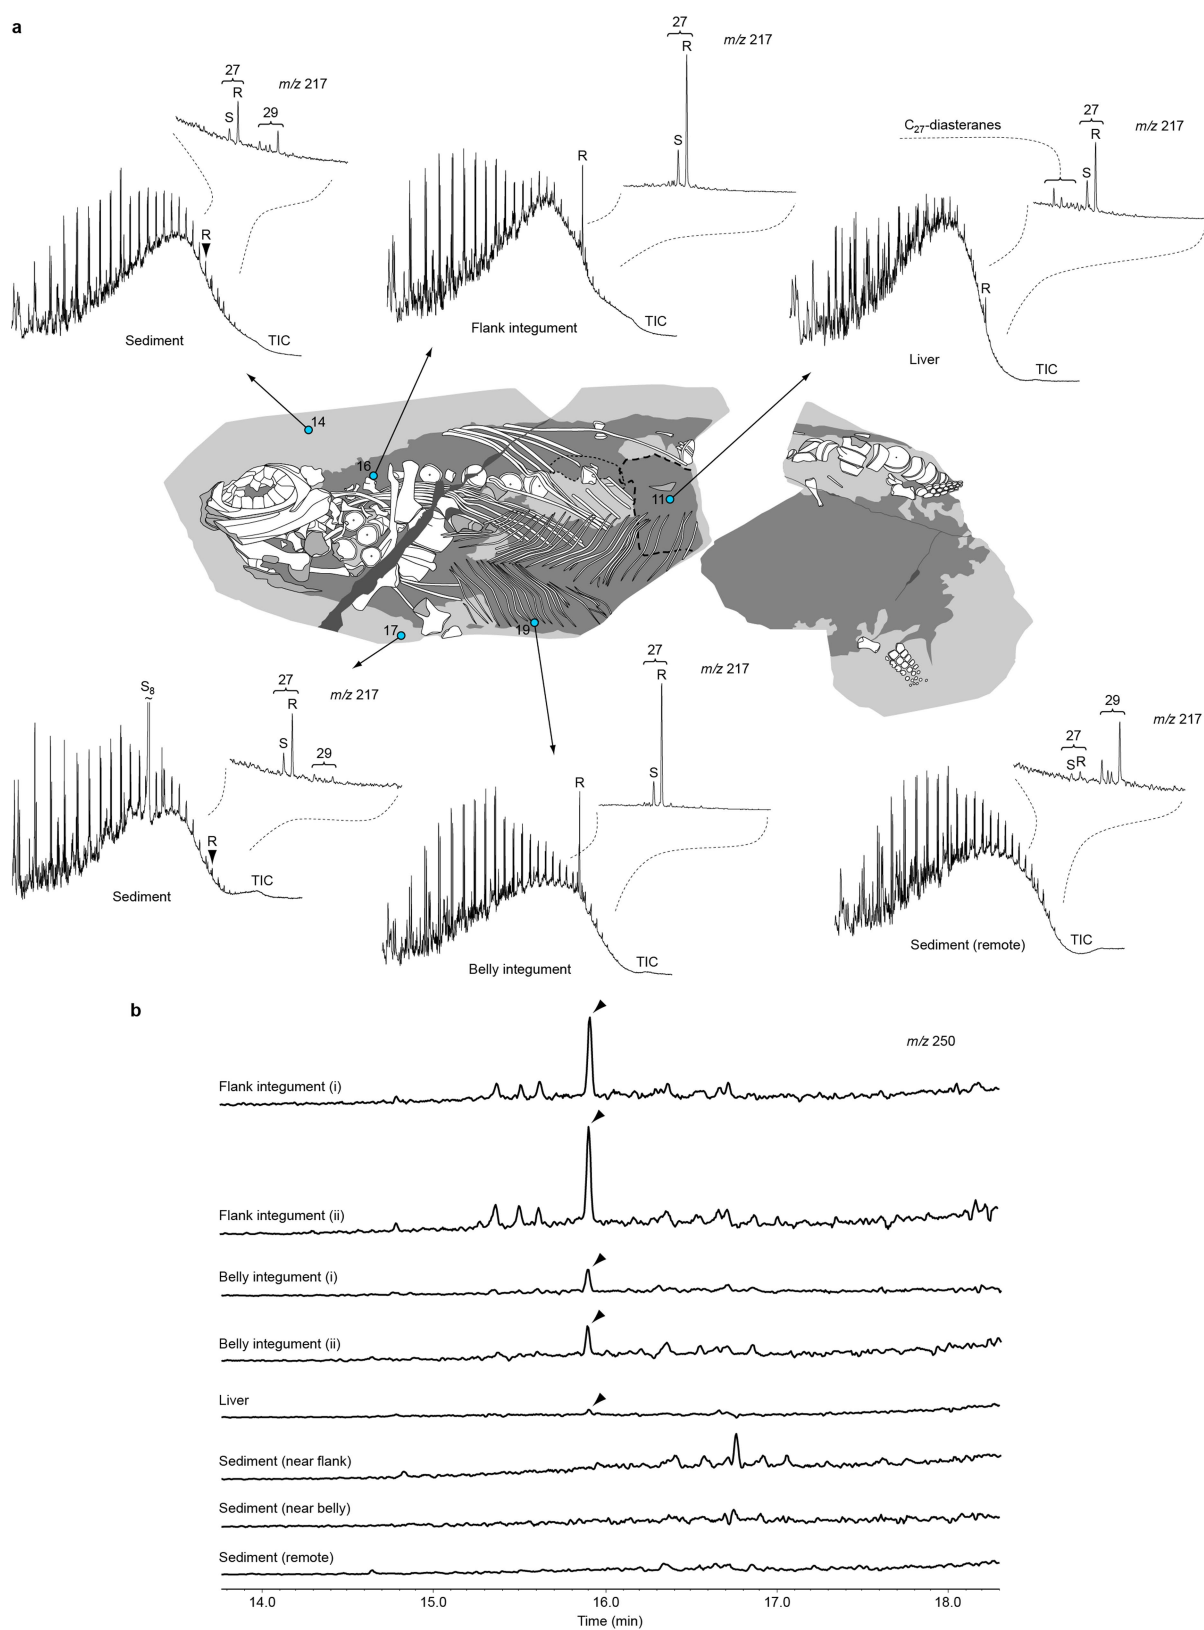 a
27
R
S
29
m/z 217
R
Sediment
TIC
27
R
S
m/z 217
R
Flank integument
TIC
C27-diasteranes
27
R
S
m/z 217
R
Liver
TIC
14
16
11
17
19
S8
27
R
S
29
m/z 217
R
Sediment
TIC
27
R
S
m/z 217
R
Belly integument
TIC
27
S R
29
m/z 217
Sediment (remote)
TIC
b
m/z 250
Flank integument (i)
Flank integument (ii)
Belly integument (i)
Belly integument (ii)
Liver
Sediment (near flank)
Sediment (near belly)
Sediment (remote)
14.0 15.0 16.0 17.0 18.0
Time (min)